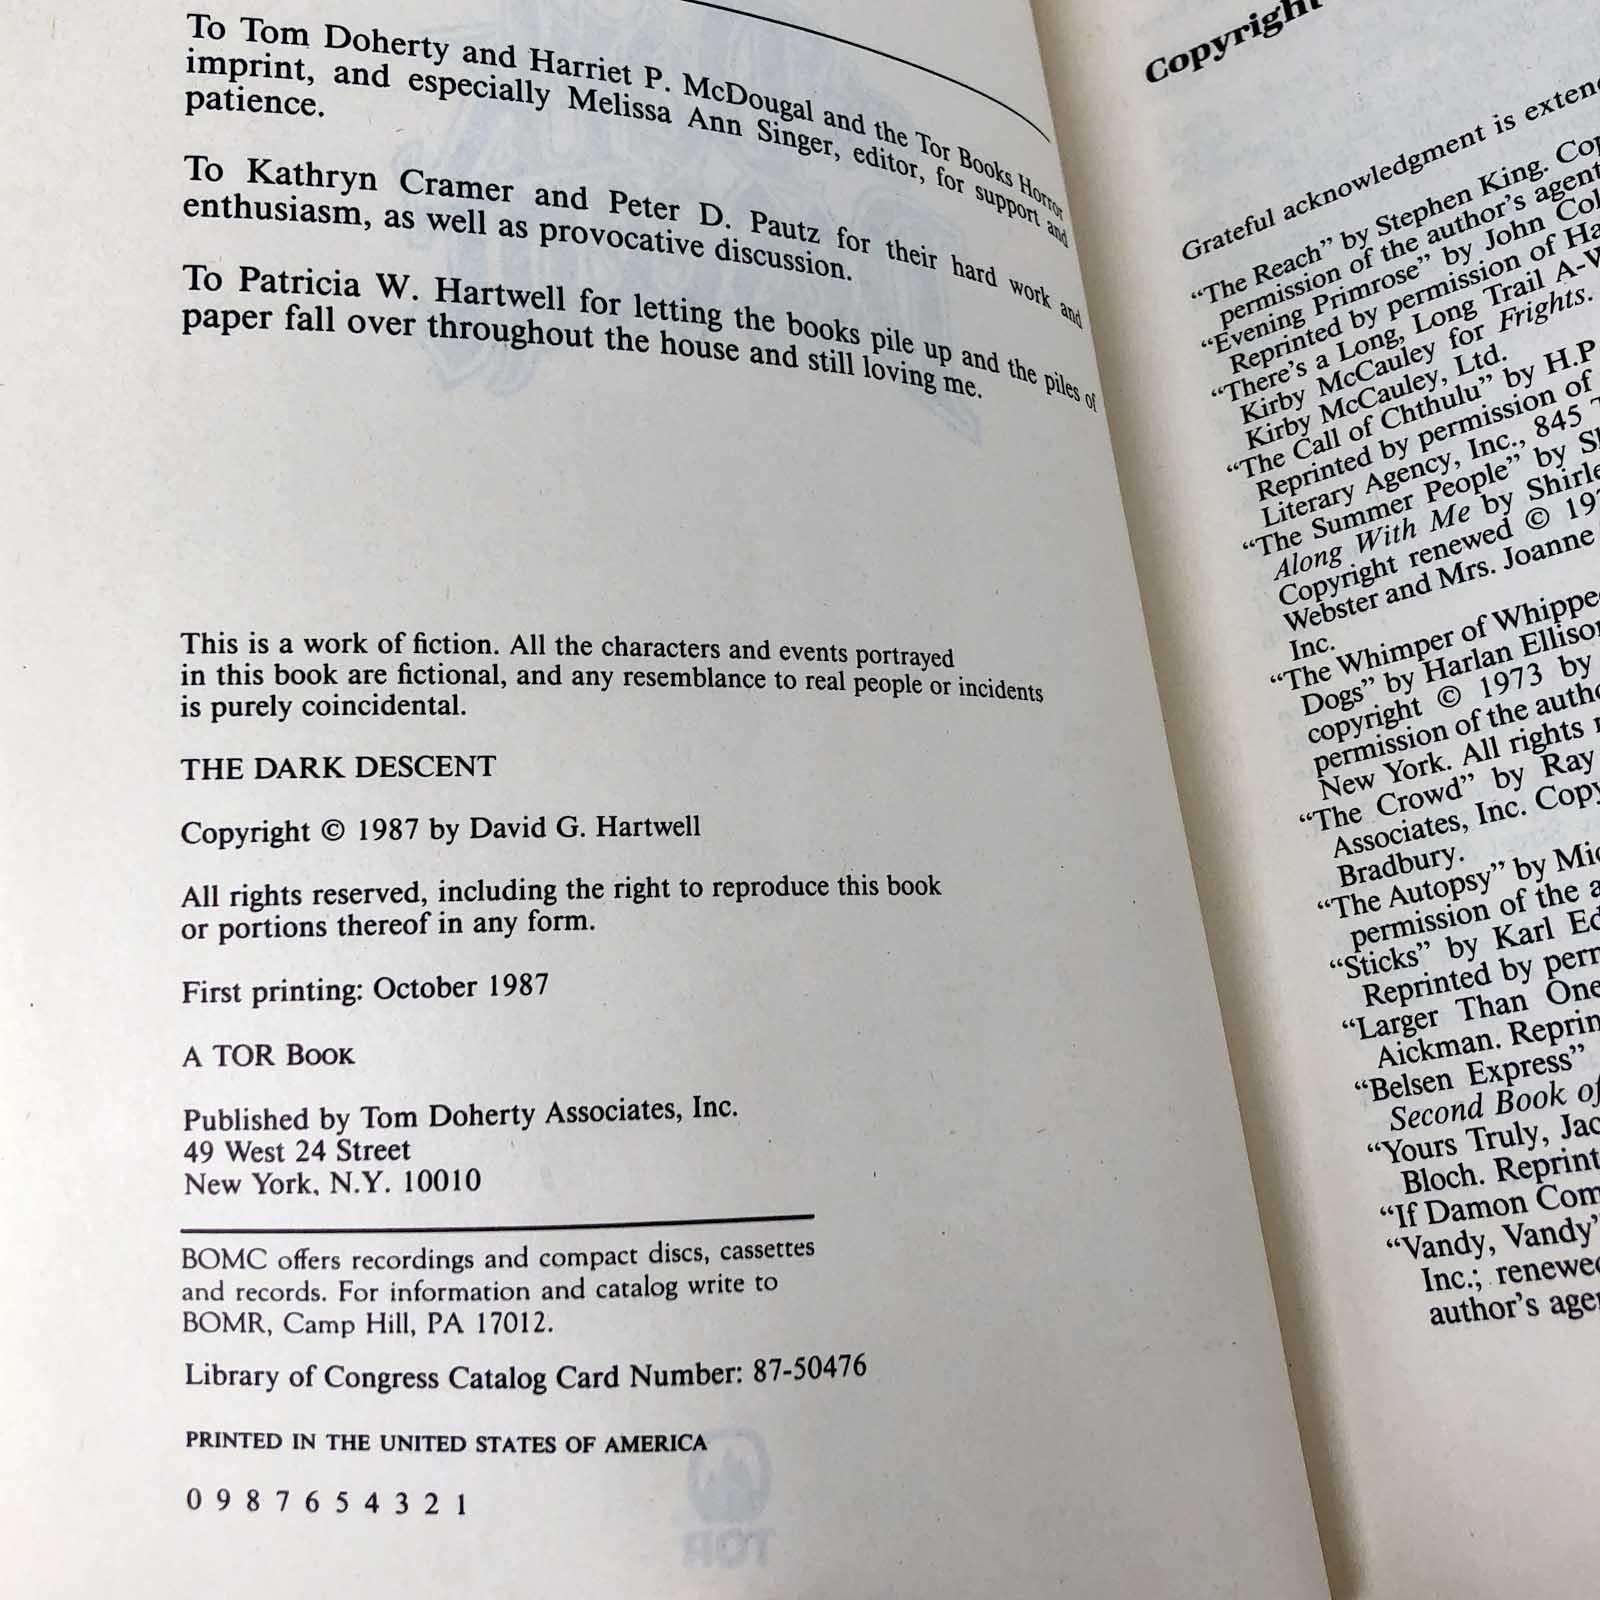 To Tom Doherty and Harriet P. McDougal and the Tor Books Horror
imprint, and especially Melissa Ann Singer, editor, for support and
patience.
To Kathryn Cramer and Peter D. Pautz for their hard work and
enthusiasm, as well as provocative discussion.
To Patricia W. Hartwell for letting the books pile up and the piles of
paper fall over throughout the house and still loving me.
This is a work of fiction. All the characters and events portrayed
in this book are fictional, and any resemblance to real people or incidents
is purely coincidental.
THE DARK DESCENT
Copyright © 1987 by David G. Hartwell
All rights reserved, including the right to reproduce this book
or portions thereof in any form.
First printing: October 1987
A TOR Book
Published by Tom Doherty Associates, Inc.
49 West 24 Street
New York, N.Y. 10010
BOMC offers recordings and compact discs, cassettes
and records. For information and catalog write to
BOMR, Camp Hill, PA 17012.
Library of Congress Catalog Card Number: 87-50476
PRINTED IN THE UNITED STATES OF AMERICA
0 9 8 7 6 5 4 3 2 1
TOR
Copyright
Grateful acknowledgment is exten
"The Reach" by Stephen King. Cop
permission of the author's agent
"Evening Primrose" by John Col
Reprinted by permission of Ha
"There's a Long, Long Trail A-W
Kirby McCauley for Frights.
Kirby McCauley, Ltd.
"The Call of Chthulu" by H.P
Reprinted by permission of
Literary Agency, Inc., 845
"The Summer People" by Sh
Along With Me by Shirle
Copyright renewed © 19
Webster and Mrs. Joanne
Inc.
"The Whimper of Whippe
Dogs" by Harlan Ellison
copyright © 1973 by
permission of the autho
New York. All rights
"The Crowd" by Ray
Associates, Inc. Copy
Bradbury.
"The Autopsy" by Mic
permission of the a
"Sticks" by Karl Ed
Reprinted by perm
"Larger Than One
Aickman. Reprin
"Belsen Express"
Second Book of
"Yours Truly, Jac
Bloch. Reprint
"If Damon Com
"Vandy, Vandy"
Inc.; renewe
author's age